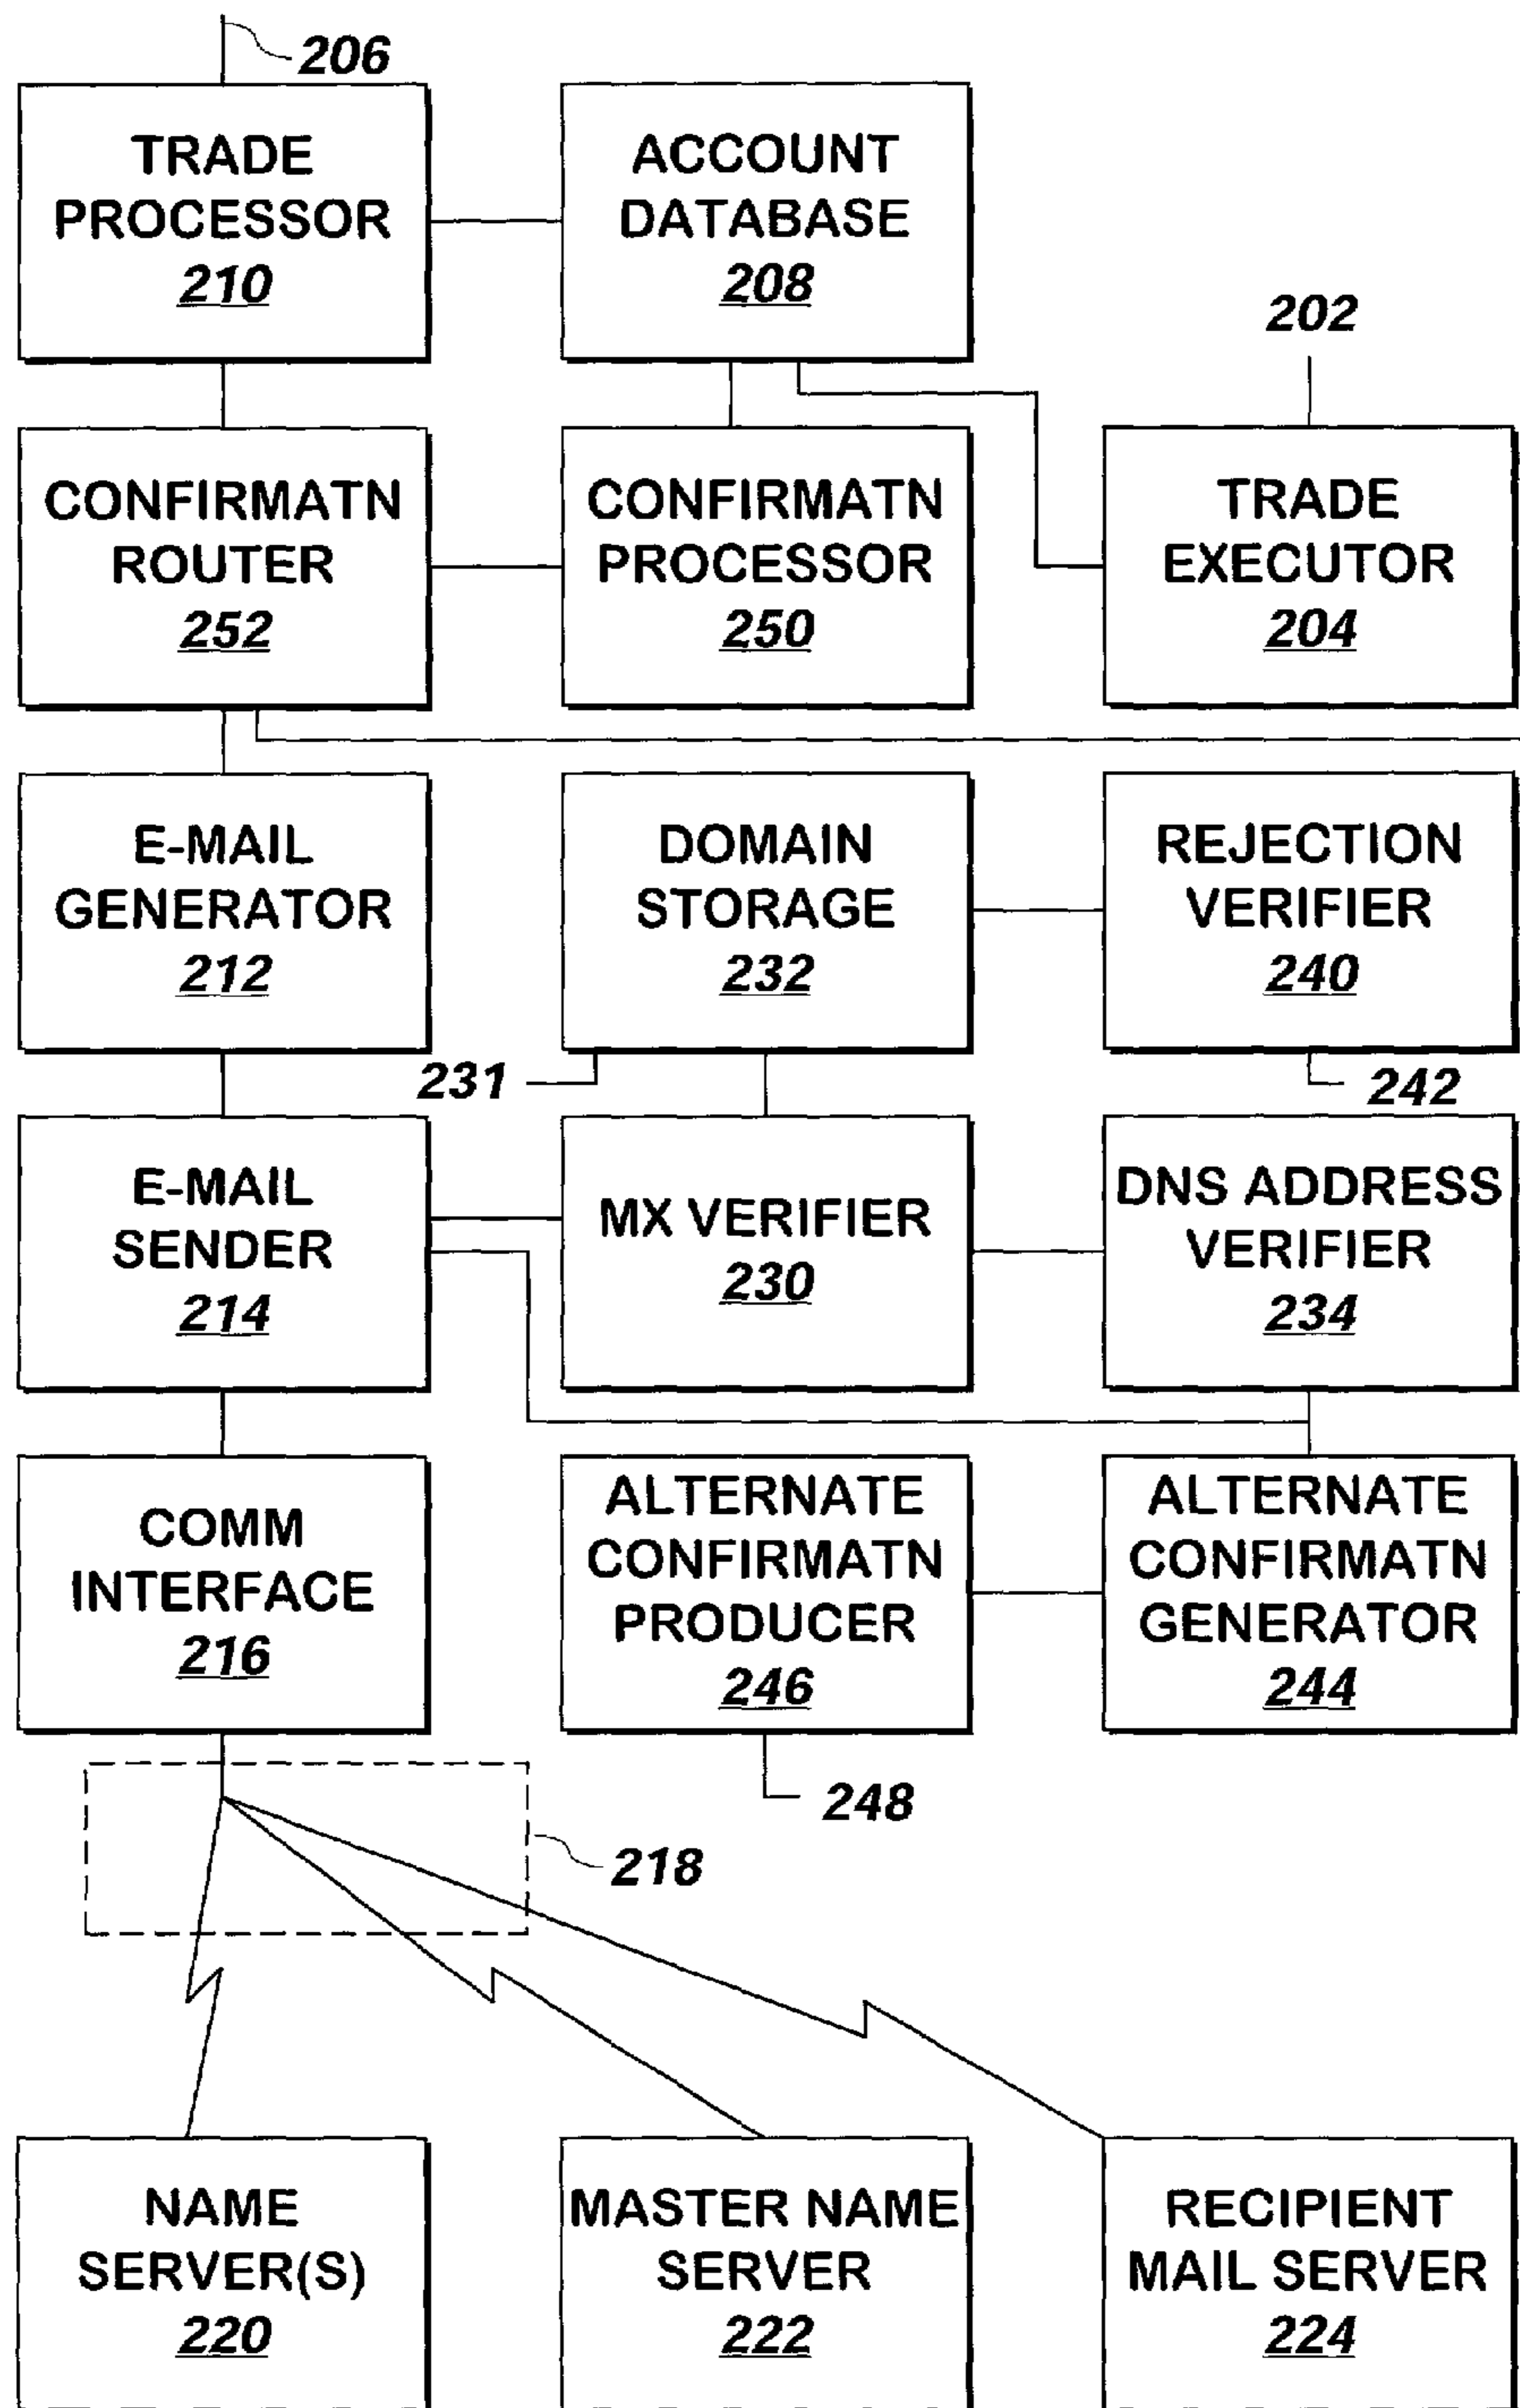 206
TRADE
PROCESSOR
210
ACCOUNT
DATABASE
208
202
CONFIRMATN
ROUTER
252
CONFIRMATN
PROCESSOR
250
TRADE
EXECUTOR
204
E-MAIL
GENERATOR
212
DOMAIN
STORAGE
232
REJECTION
VERIFIER
240
231
242
E-MAIL
SENDER
214
MX VERIFIER
230
DNS ADDRESS
VERIFIER
234
COMM
INTERFACE
216
ALTERNATE
CONFIRMATN
PRODUCER
246
ALTERNATE
CONFIRMATN
GENERATOR
244
248
218
NAME
SERVER(S)
220
MASTER NAME
SERVER
222
RECIPIENT
MAIL SERVER
224